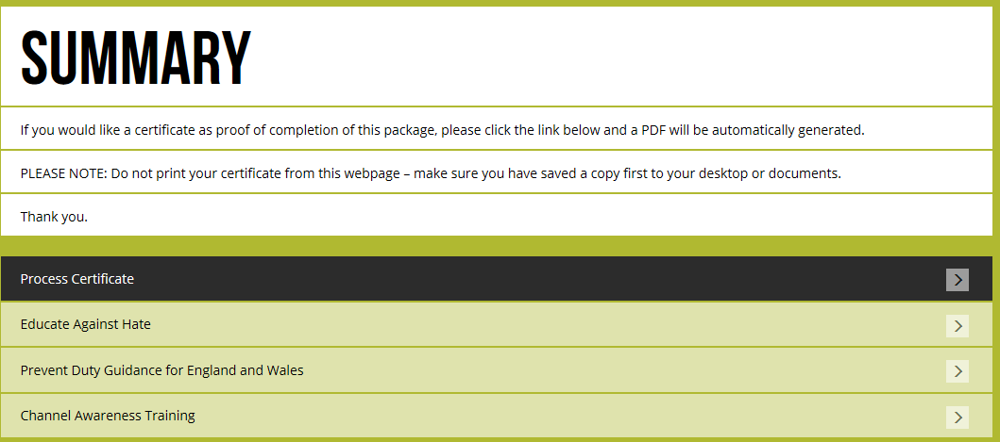 SUMMARY
If you would like a certificate as proof of completion of this package, please click the link below and a PDF will be automatically generated.
PLEASE NOTE: Do not print your certificate from this webpage – make sure you have saved a copy first to your desktop or documents.
Thank you.
Process Certificate
Educate Against Hate
Prevent Duty Guidance for England and Wales
Channel Awareness Training